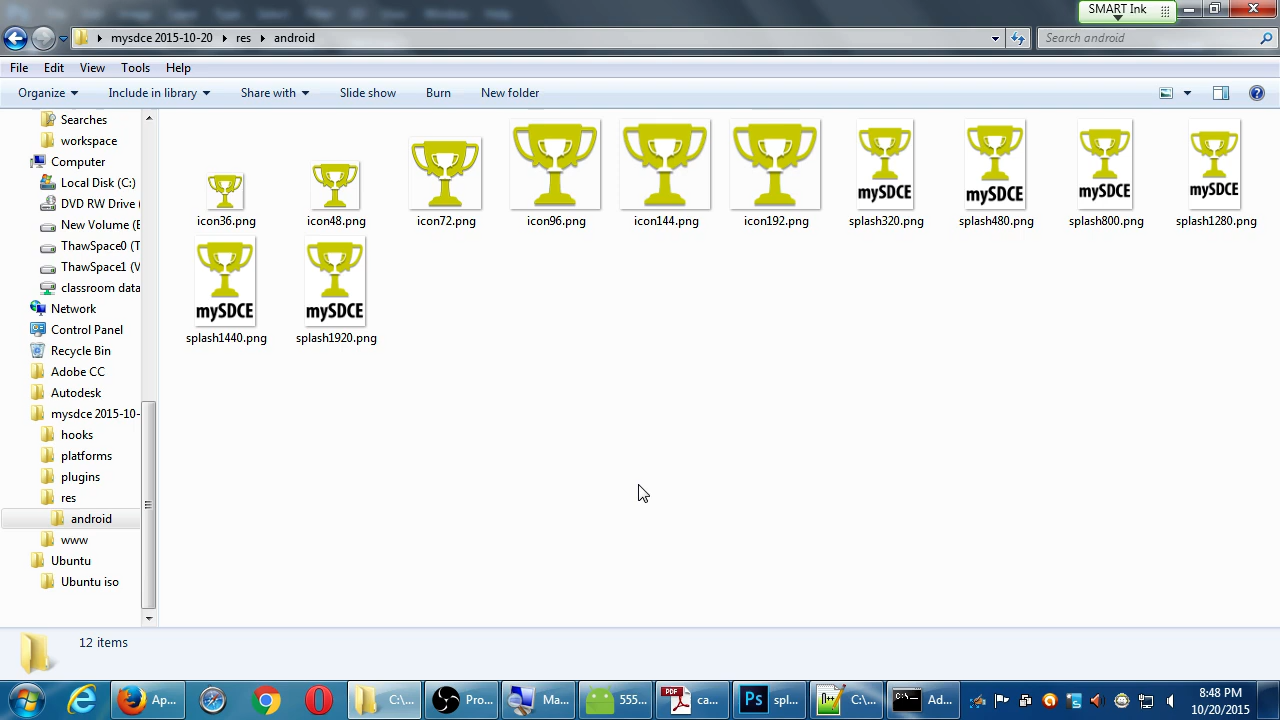 SMART Ink
mysdce 2015-10-20 res android
Search android
File Edit View Tools Help
Organize Include in library Share with Slide show Burn New folder
Searches
workspace
Computer
Local Disk (C:)
DVD RW Drive (
New Volume (E
ThawSpace0 (T
ThawSpace1 (V
classroom data
Network
Control Panel
Recycle Bin
Adobe CC
Autodesk
mysdce 2015-10-
hooks
platforms
plugins
res
android
www
Ubuntu
Ubuntu iso
mySDCE mySDCE mySDCE mySDCE
icon36.png icon48.png icon72.png icon96.png icon144.png icon192.png splash320.png splash480.png splash800.png splash1280.png
mySDCE mySDCE
splash1440.png splash1920.png
12 items
Ap... C:\... Pro... Ma... 555... PDF ca... Ps spl... C:\... C:\ Ad...
8:48 PM
10/20/2015